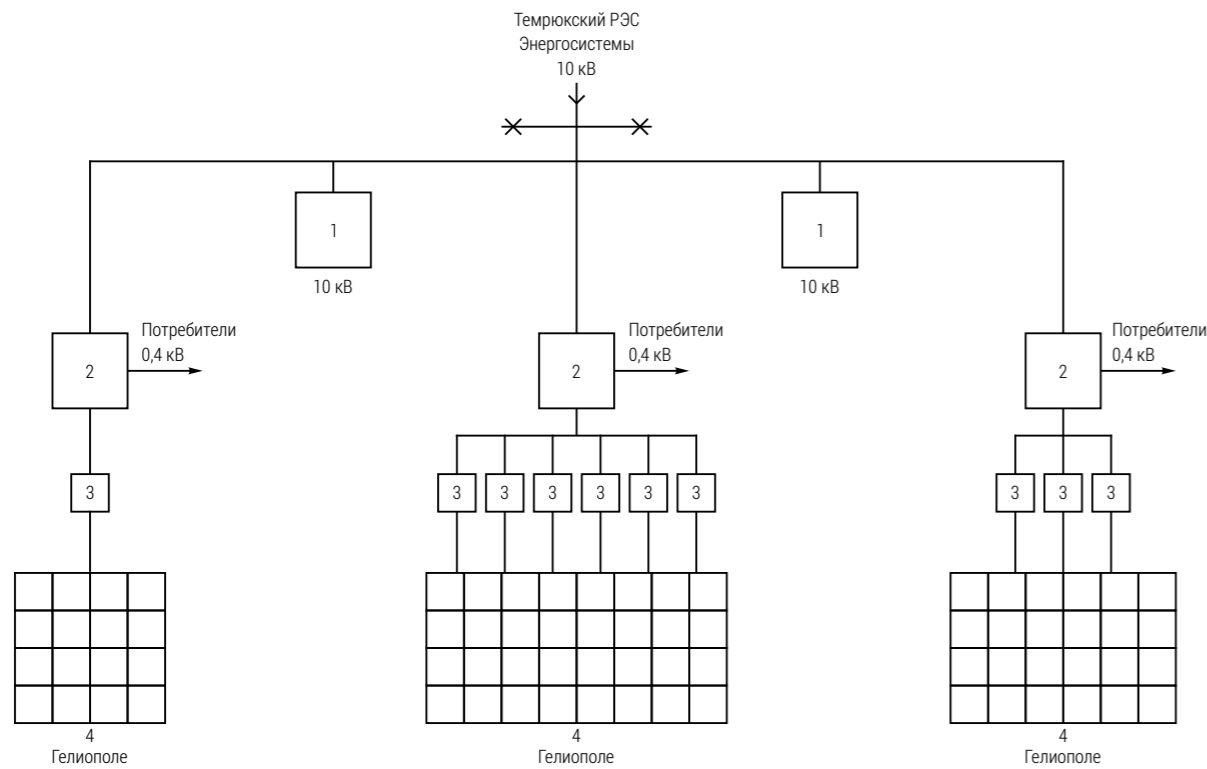 Темрюкский РЭС
Энергосистемы
10 кВ
1
1
10 кВ
10 кВ
Потребители
0,4 кВ
2
Потребители
0,4 кВ
2
Потребители
0,4 кВ
2
3
3
3
3
3
3
3
3
3
3
4
Гелиополе
4
Гелиополе
4
Гелиополе